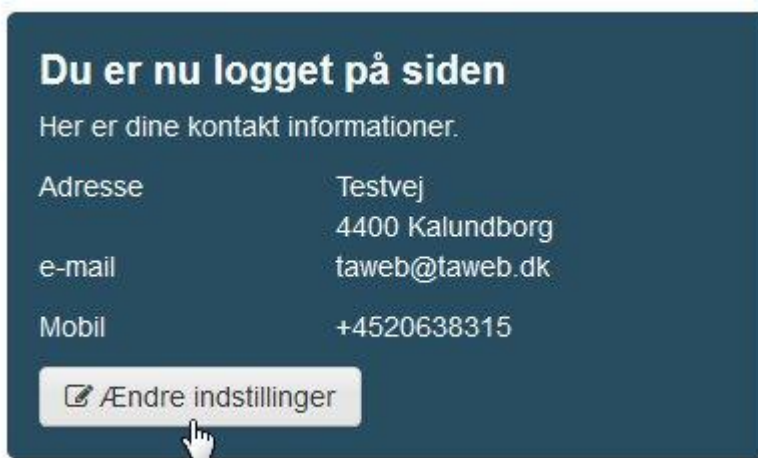 Du er nu logget på siden
Her er dine kontakt informationer.
Adresse Testvej
4400 Kalundborg
e-mail taweb@taweb.dk
Mobil +4520638315
Ændre indstillinger